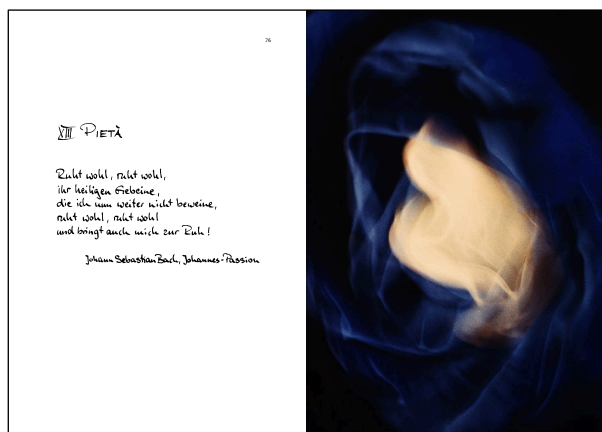 76
XIII PIETÀ
Ruht wohl, ruht wohl,
ihr heiligen Gebeine,
die ich nun weiter nicht beweine,
ruht wohl, ruht wohl
und bringt auch mich zur Ruh!
Johann Sebastian Bach, Johannes-Passion